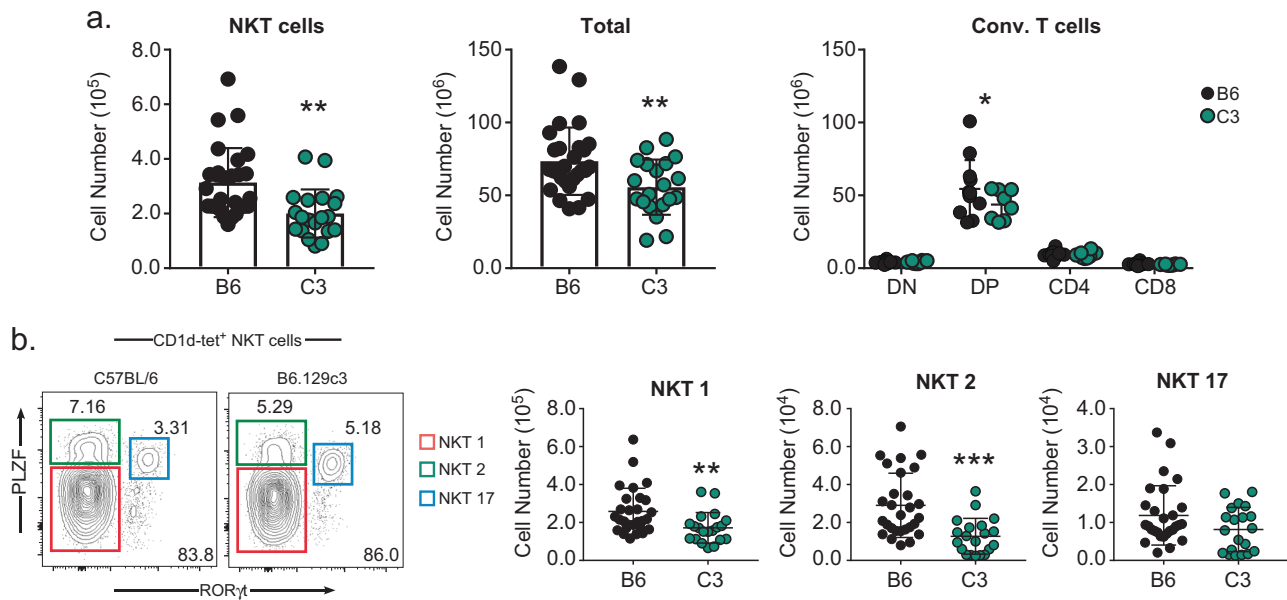 a.
NKT cells
Cell Number (10⁵)
8.0
6.0
4.0
2.0
0.0
**
B6
C3
Total
Cell Number (10⁶)
150
100
50
0.0
**
B6
C3
Conv. T cells
Cell Number (10⁶)
150
100
50
0.0
*
DN
DP
CD4
CD8
B6
C3
b.
CD1d-tet⁺ NKT cells
C57BL/6
7.16
3.31
83.8
B6.129c3
5.29
5.18
86.0
PLZF
RORγt
NKT 1
NKT 2
NKT 17
NKT 1
Cell Number (10⁵)
8.0
6.0
4.0
2.0
0
**
B6
C3
NKT 2
Cell Number (10⁴)
8.0
6.0
4.0
2.0
0
***
B6
C3
NKT 17
Cell Number (10⁴)
4.0
3.0
2.0
1.0
0
B6
C3